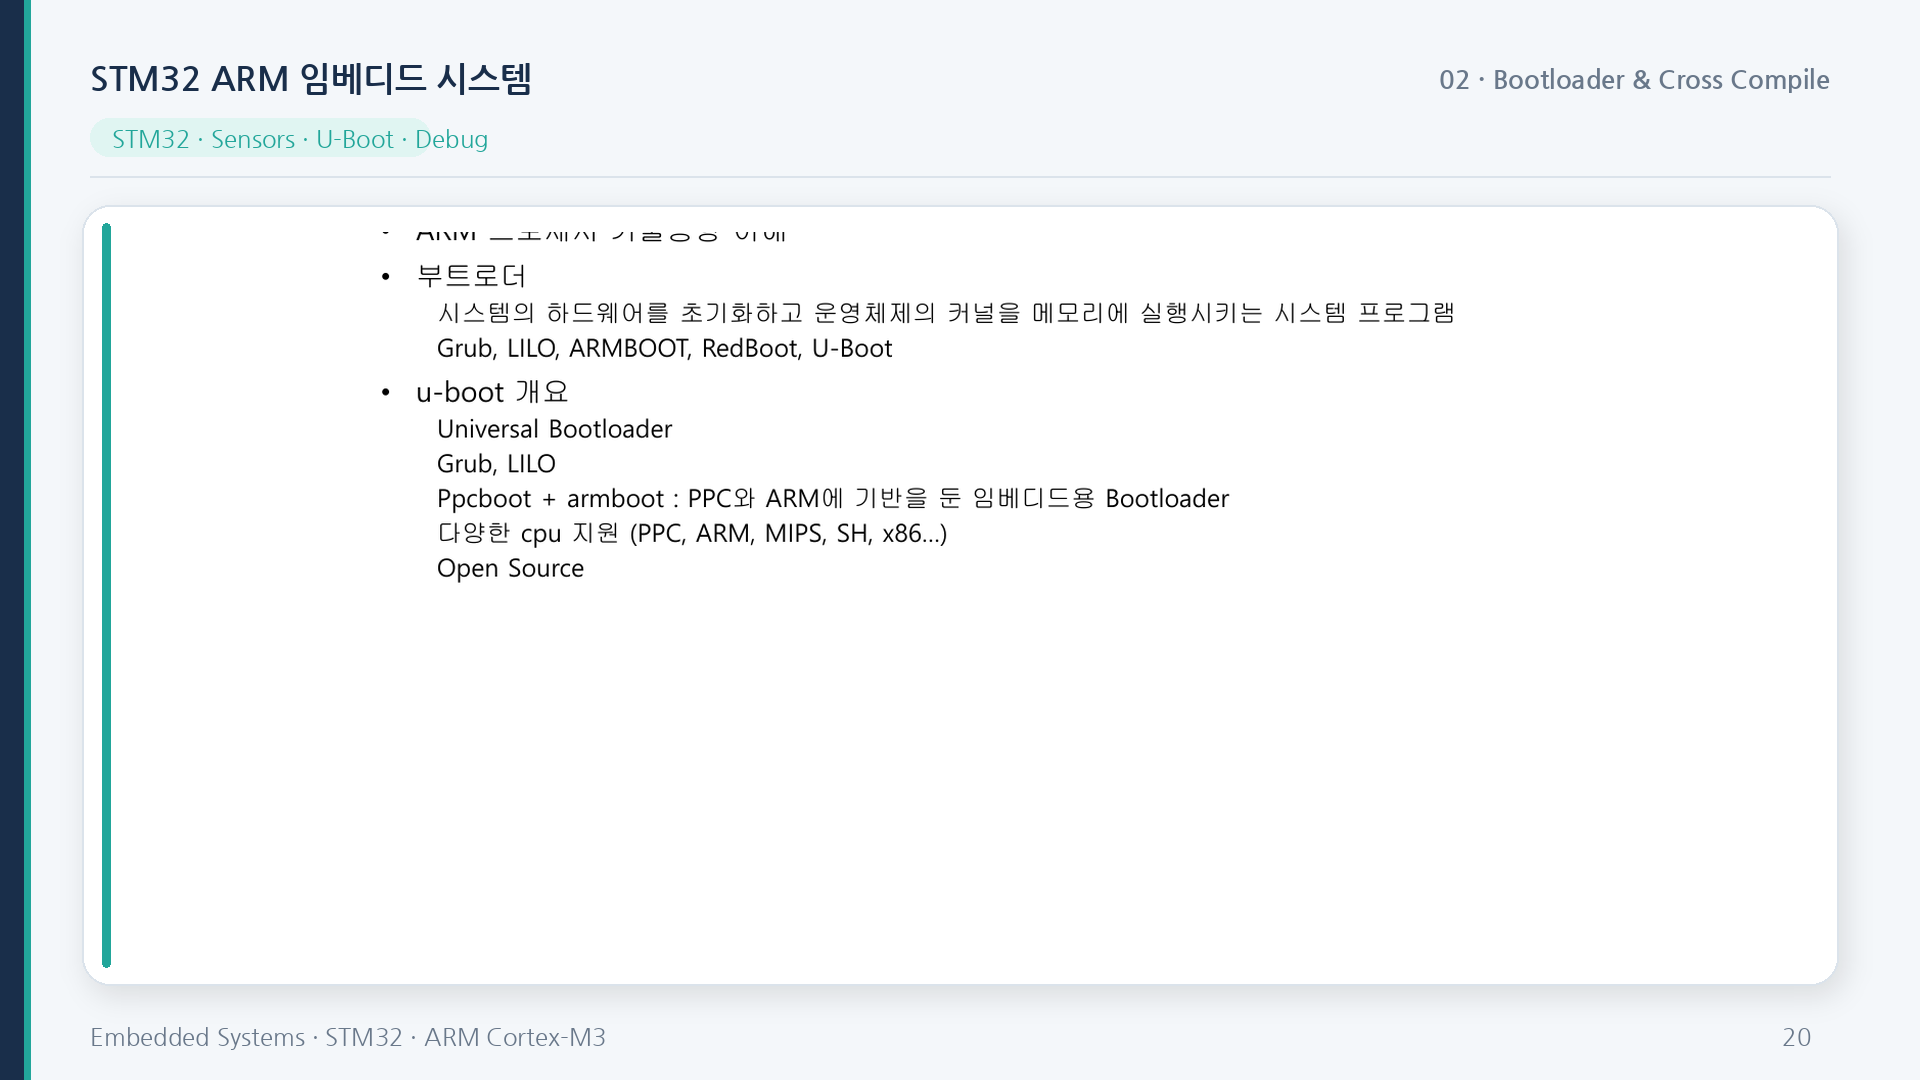 STM32 ARM 임베디드 시스템
02 · Bootloader & Cross Compile
STM32 · Sensors · U-Boot · Debug
• ARM 프로세서
• 부트로더
시스템의 하드웨어를 초기화하고 운영체제의 커널을 메모리에 실행시키는 시스템 프로그램
Grub, LILO, ARMBOOT, RedBoot, U-Boot
• u-boot 개요
Universal Bootloader
Grub, LILO
Ppcboot + armboot : PPC와 ARM에 기반을 둔 임베디드용 Bootloader
다양한 cpu 지원 (PPC, ARM, MIPS, SH, x86...)
Open Source
Embedded Systems · STM32 · ARM Cortex-M3
20